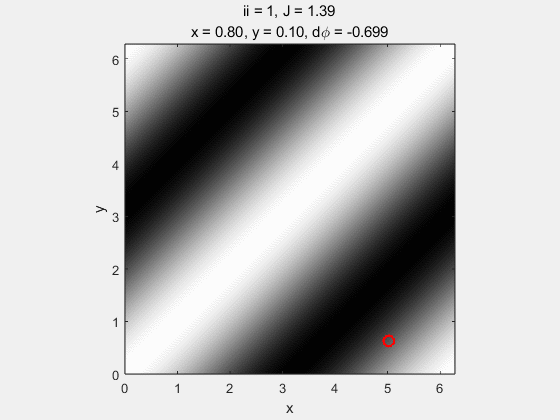 ii = 1, J = 1.39
x = 0.80, y = 0.10, dϕ = -0.699
6
5
4
3
2
1
0
y
0 1 2 3 4 5 6
x